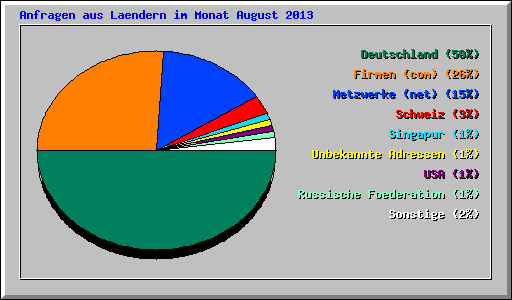 Anfragen aus Laendern im Monat August 2013
Deutschland (50%)
Firmen (com) (26%)
Netzwerke (net) (15%)
Schweiz (3%)
Singapur (1%)
Unbekannte Adressen (1%)
USA (1%)
Russische Foederation (1%)
Sonstige (2%)